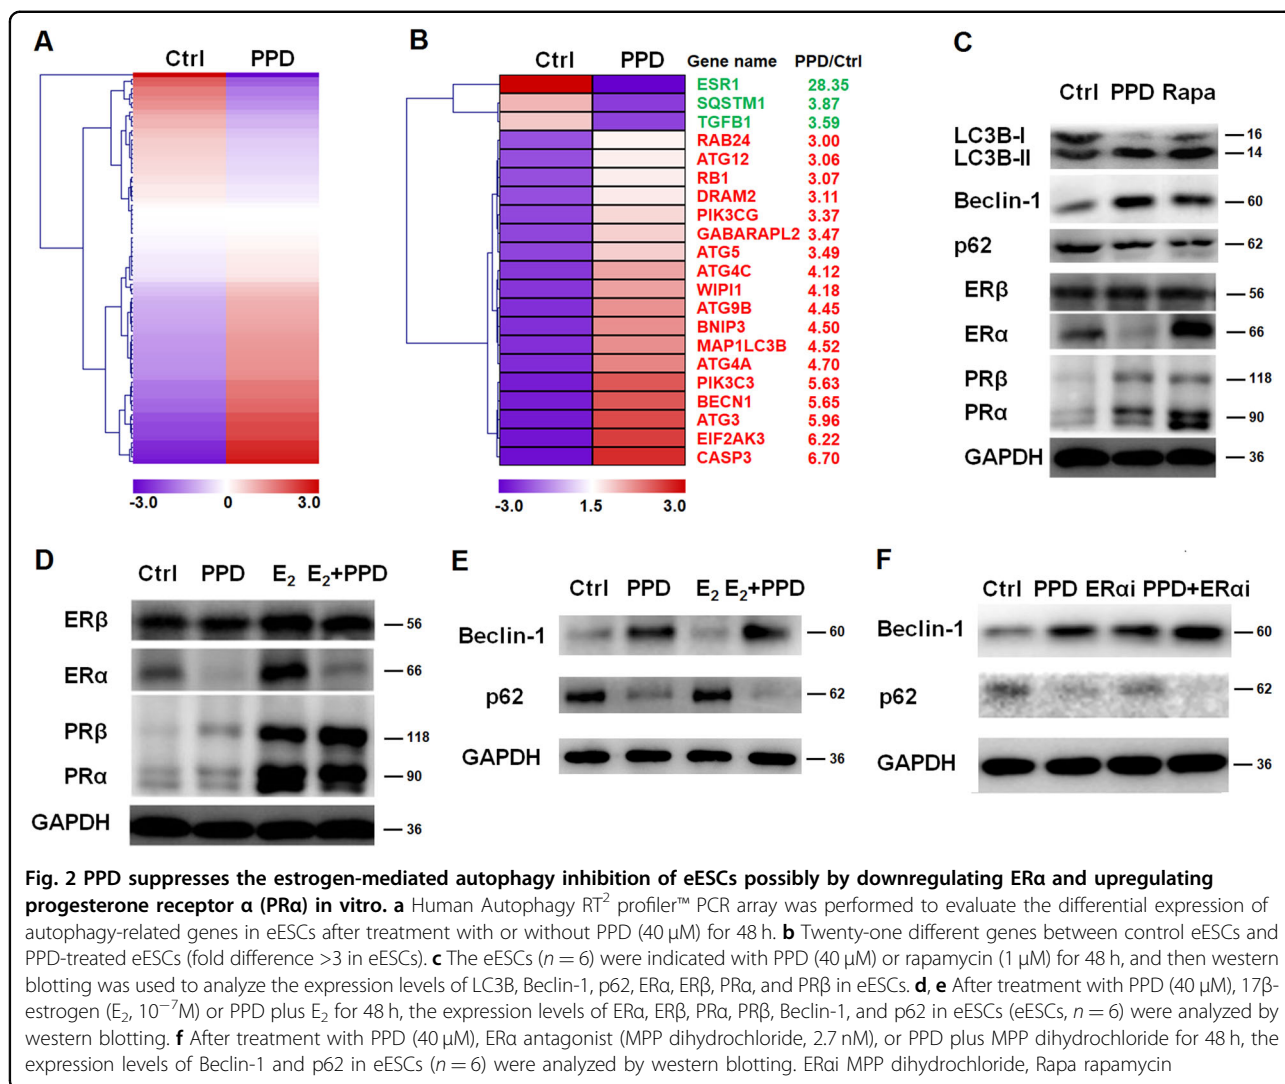 A
Ctrl PPD
-3.0 0 3.0
B
Ctrl PPD Gene name PPD/Ctrl
ESR1 28.35
SQSTM1 3.87
TGFB1 3.59
RAB24 3.00
ATG12 3.06
RB1 3.07
DRAM2 3.11
PIK3CG 3.37
GABARAPL2 3.47
ATG5 3.49
ATG4C 4.12
WIPI1 4.18
ATG9B 4.45
BNIP3 4.50
MAP1LC3B 4.52
ATG4A 4.70
PIK3C3 5.63
BECN1 5.65
ATG3 5.96
EIF2AK3 6.22
CASP3 6.70
-3.0 1.5 3.0
C
Ctrl PPD Rapa
LC3B-I 16
LC3B-II 14
Beclin-1 60
p62 62
ERβ 56
ERα 66
PRβ 118
PRα 90
GAPDH 36
D
Ctrl PPD E2 E2+PPD
ERβ 56
ERα 66
PRβ 118
PRα 90
GAPDH 36
E
Ctrl PPD E2 E2+PPD
Beclin-1 60
p62 62
GAPDH 36
F
Ctrl PPD ERαi PPD+ERαi
Beclin-1 60
p62 62
GAPDH 36
Fig. 2 PPD suppresses the estrogen-mediated autophagy inhibition of eESCs possibly by downregulating ERα and upregulating
progesterone receptor α (PRα) in vitro. a Human Autophagy RT2 profiler™ PCR array was performed to evaluate the differential expression of
autophagy-related genes in eESCs after treatment with or without PPD (40 μM) for 48 h. b Twenty-one different genes between control eESCs and
PPD-treated eESCs (fold difference >3 in eESCs). c The eESCs (n = 6) were indicated with PPD (40 μM) or rapamycin (1 μM) for 48 h, and then western
blotting was used to analyze the expression levels of LC3B, Beclin-1, p62, ERα, ERβ, PRα, and PRβ in eESCs. d, e After treatment with PPD (40 μM), 17β-
estrogen (E2, 10−7M) or PPD plus E2 for 48 h, the expression levels of ERα, ERβ, PRα, PRβ, Beclin-1, and p62 in eESCs (eESCs, n = 6) were analyzed by
western blotting. f After treatment with PPD (40 μM), ERα antagonist (MPP dihydrochloride, 2.7 nM), or PPD plus MPP dihydrochloride for 48 h, the
expression levels of Beclin-1 and p62 in eESCs (n = 6) were analyzed by western blotting. ERαi MPP dihydrochloride, Rapa rapamycin